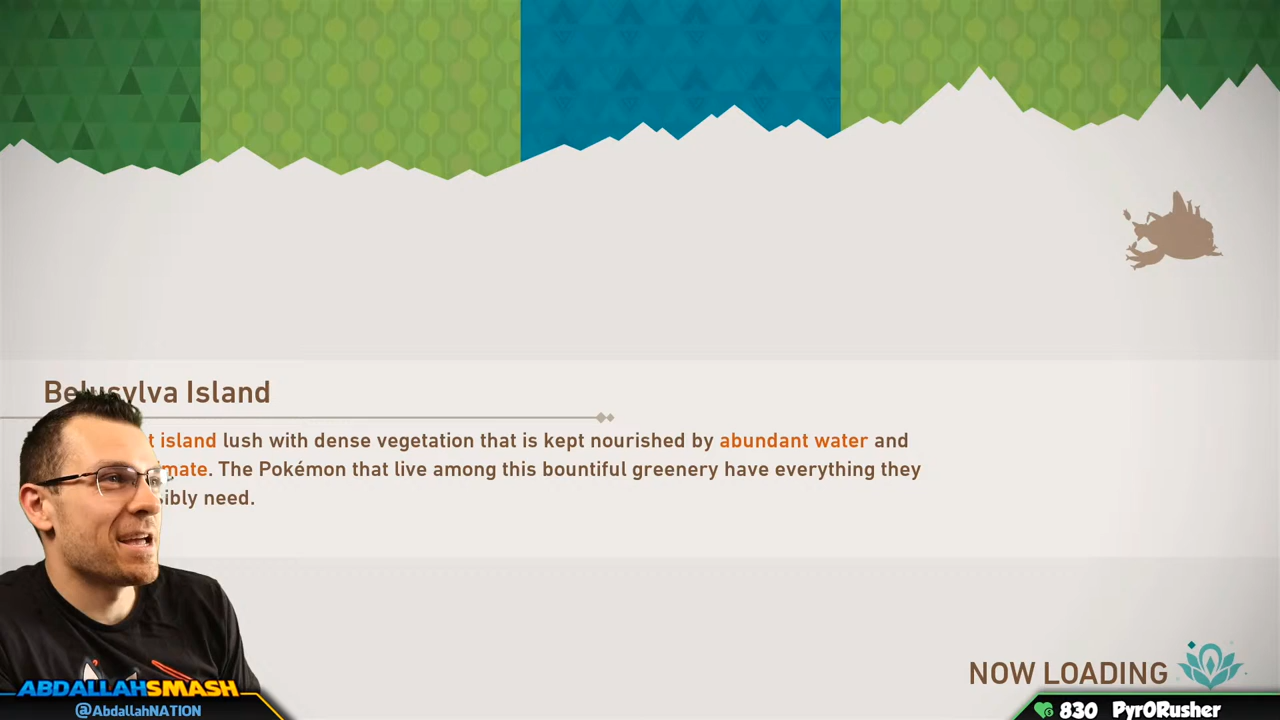 Belusylva Island
t island lush with dense vegetation that is kept nourished by abundant water and
mate. The Pokémon that live among this bountiful greenery have everything they
sibly need.
NOW LOADING
ABDALLAHSMASH
@AbdallahNATION
830 PyrORusher